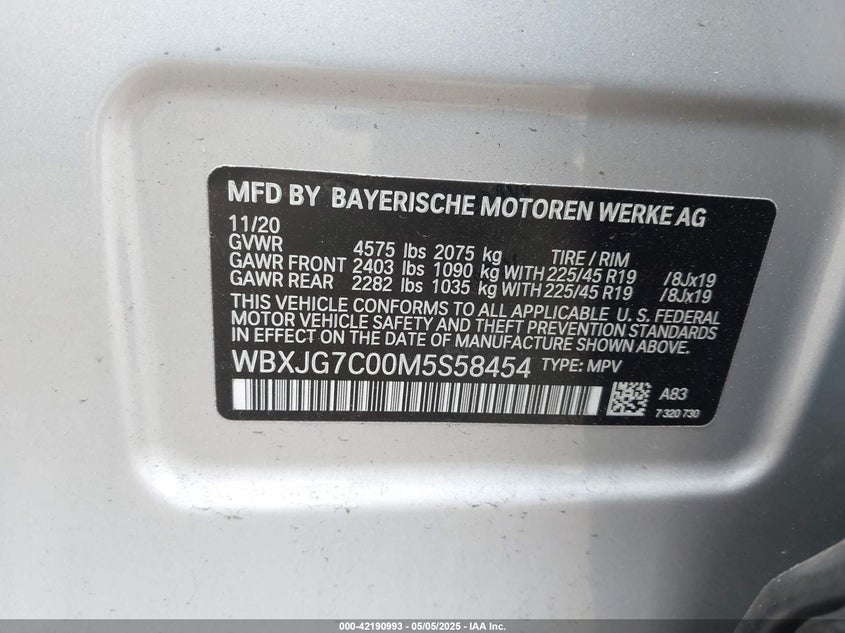 MFD BY BAYERISCHE MOTOREN WERKE AG
11/20
GVWR 4575 lbs 2075 kg TIRE / RIM
GAWR FRONT 2403 lbs 1090 kg WITH 225/45 R19 /8Jx19
GAWR REAR 2282 lbs 1035 kg WITH 225/45 R19 /8Jx19
THIS VEHICLE CONFORMS TO ALL APPLICABLE U. S. FEDERAL
MOTOR VEHICLE SAFETY AND THEFT PREVENTION STANDARDS
IN EFFECT ON THE DATE OF MANUFACTURE SHOWN ABOVE.
WBXJG7C00M5S58454 TYPE: MPV
A83
7 320 730
000-42190993 - 05/05/2025 - IAA Inc.